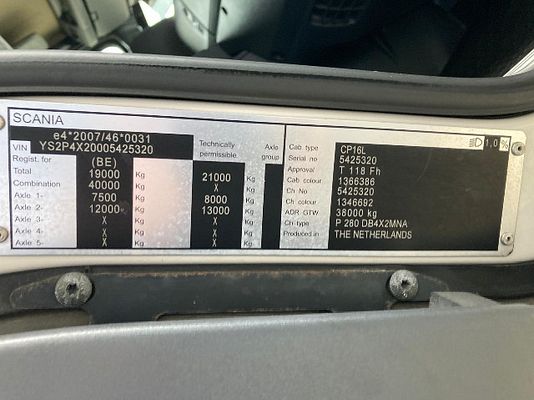 SCANIA
e4*2007/46*0031
VIN YS2P4X20005425320
Regist. for (BE) Technically permissible Axle group
Total 19000 Kg 21000 Kg
Combination 40000 Kg X Kg
Axle 1- 7500 Kg 8000 Kg
Axle 2- 12000 Kg 13000 Kg
Axle 3- X Kg X Kg
Axle 4- X Kg X Kg
Axle 5- X Kg X Kg
Cab type CP16L 1,0%
Serial no 5425320
Approval T 118 Fh
Cab colour 1366386
Ch No 5425320
Ch colour 1346692
ADR GTW 38000 kg
Ch type P 280 DB4X2MNA
Produced in THE NETHERLANDS